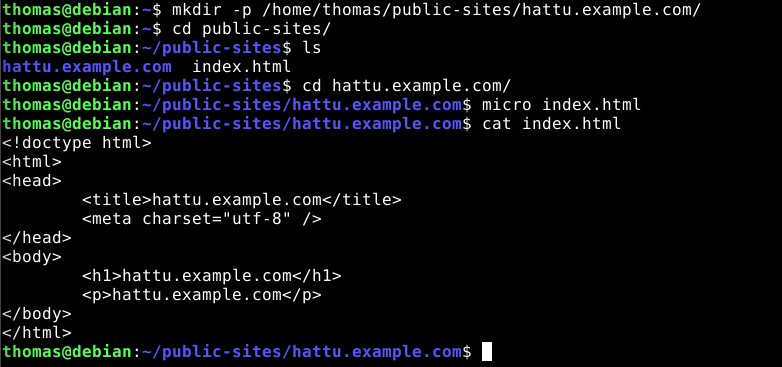 thomas@debian:~$ mkdir -p /home/thomas/public-sites/hattu.example.com/
thomas@debian:~$ cd public-sites/
thomas@debian:~/public-sites$ ls
hattu.example.com  index.html
thomas@debian:~/public-sites$ cd hattu.example.com/
thomas@debian:~/public-sites/hattu.example.com$ micro index.html
thomas@debian:~/public-sites/hattu.example.com$ cat index.html
<!doctype html>
<html>
<head>
        <title>hattu.example.com</title>
        <meta charset="utf-8" />
</head>
<body>
        <h1>hattu.example.com</h1>
        <p>hattu.example.com</p>
</body>
</html>
thomas@debian:~/public-sites/hattu.example.com$